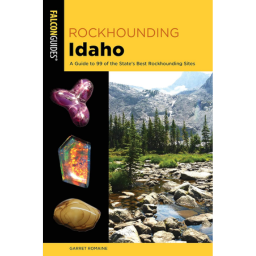 FALCONGUIDES®
ROCKHOUNDING
Idaho
A Guide to 99 of the State's Best Rockhounding Sites
GARRET ROMAINE